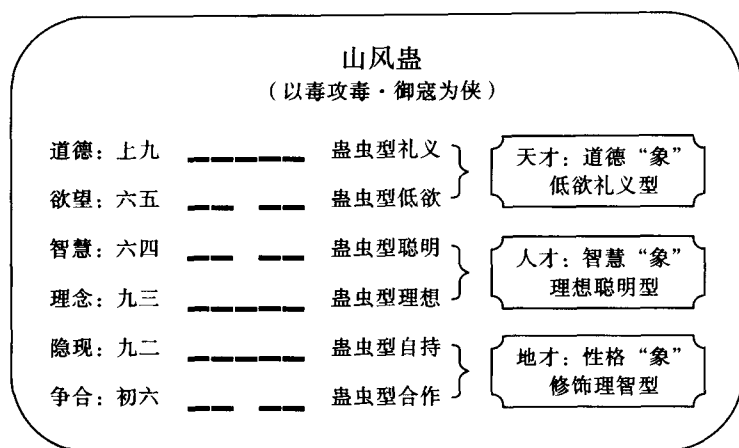 山风蛊
(以毒攻毒·御寇为侠)
道德：上九 蛊虫型礼义
欲望：六五 蛊虫型低欲
天才：道德“象”
低欲礼义型
智慧：六四 蛊虫型聪明
理念：九三 蛊虫型理想
人才：智慧“象”
理想聪明型
隐现：九二 蛊虫型自持
争合：初六 蛊虫型合作
地才：性格“象”
修饰理智型